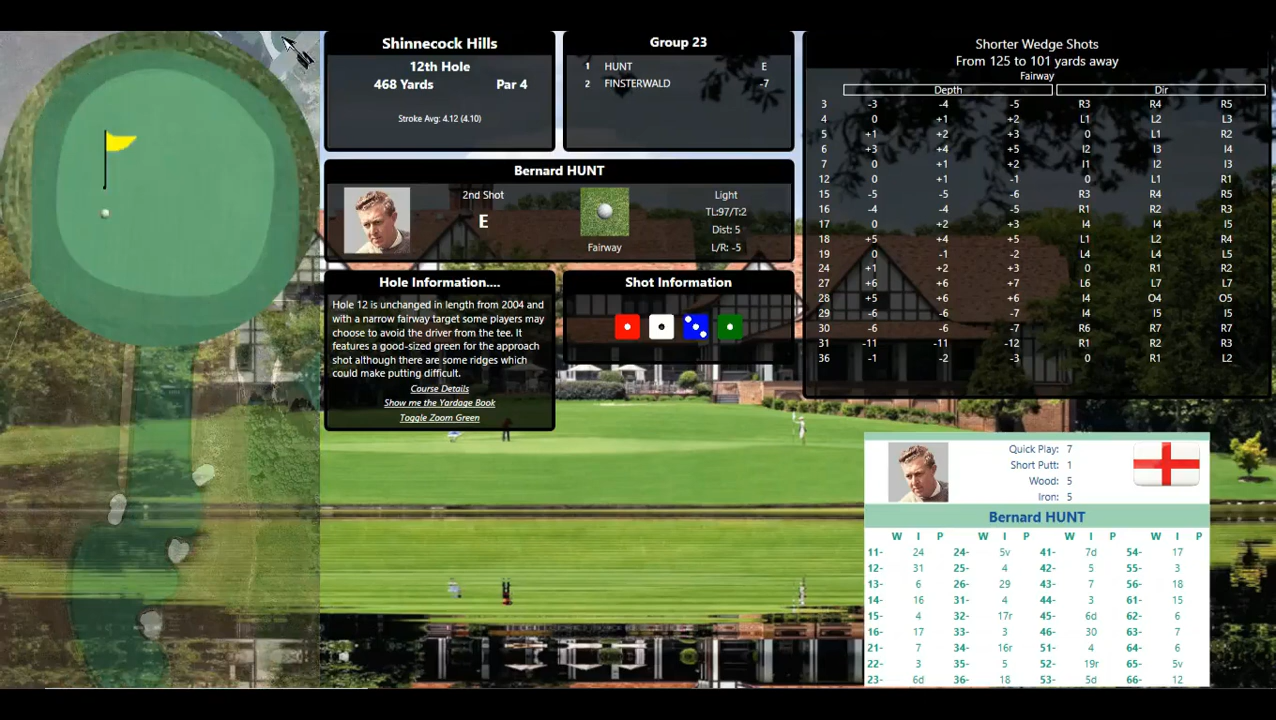 Shinnecock Hills
12th Hole
468 Yards Par 4
Stroke Avg: 4.12 (4.10)
Group 23
1 HUNT E
2 FINSTERWALD -7
Bernard HUNT
2nd Shot
E
Fairway
Light
TL:97/T:2
Dist: 5
L/R: -5
Hole Information....
Hole 12 is unchanged in length from 2004 and
with a narrow fairway target some players may
choose to avoid the driver from the tee. It
features a good-sized green for the approach
shot although there are some ridges which
could make putting difficult.
Course Details
Show me the Yardage Book
Toggle Zoom Green
Shot Information
Shorter Wedge Shots
From 125 to 101 yards away
Fairway
Depth Dir
3 -3 -4 -5 R3 R4 R5
4 0 +1 +2 L1 L2 L3
5 +1 +2 +3 0 L1 R2
6 +3 +4 +5 I2 I3 I4
7 0 +1 +2 I1 I2 I3
12 0 +1 -1 0 L1 R1
15 -5 -5 -6 R3 R4 R5
16 -4 -4 -5 R1 R2 R3
17 0 +2 +3 I4 I4 I5
18 +5 +4 +5 L1 L2 R4
19 0 -1 -2 L4 L4 L5
24 +1 +2 +3 0 R1 R2
27 +6 +6 +7 L6 L7 L7
28 +5 +6 +6 I4 O4 O5
29 -6 -6 -7 I4 I5 I5
30 -6 -6 -7 R6 R7 R7
31 -11 -11 -12 R1 R2 R3
36 -1 -2 -3 0 R1 L2
Quick Play: 7
Short Putt: 1
Wood: 5
Iron: 5
Bernard HUNT
W I P W I P W I P W I P
11- 24 24- 5v 41- 7d 54- 17
12- 31 25- 4 42- 5 55- 3
13- 6 26- 29 43- 7 56- 18
14- 16 31- 4 44- 3 61- 15
15- 4 32- 17r 45- 6d 62- 6
16- 17 33- 3 46- 30 63- 7
21- 7 34- 16r 51- 4 64- 6
22- 3 35- 5 52- 19r 65- 5v
23- 6d 36- 18 53- 5d 66- 12